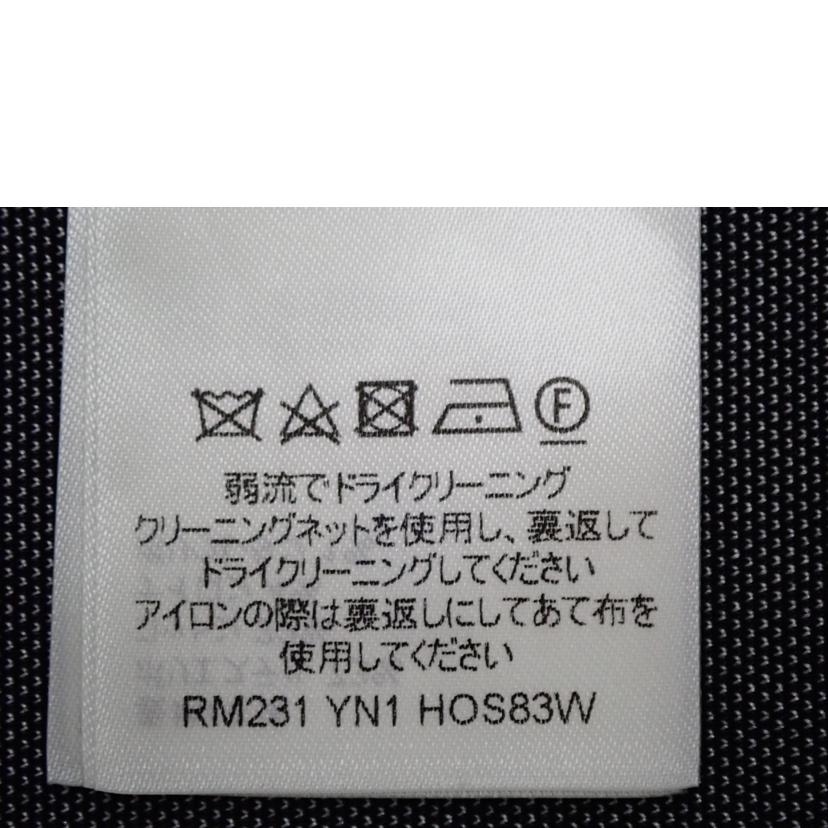 F
弱流でドライクリーニング
クリーニングネットを使用し、裏返して
ドライクリーニングしてください
アイロンの際は裏返しにしてあて布を
使用してください
RM231 YN1 HOS83W